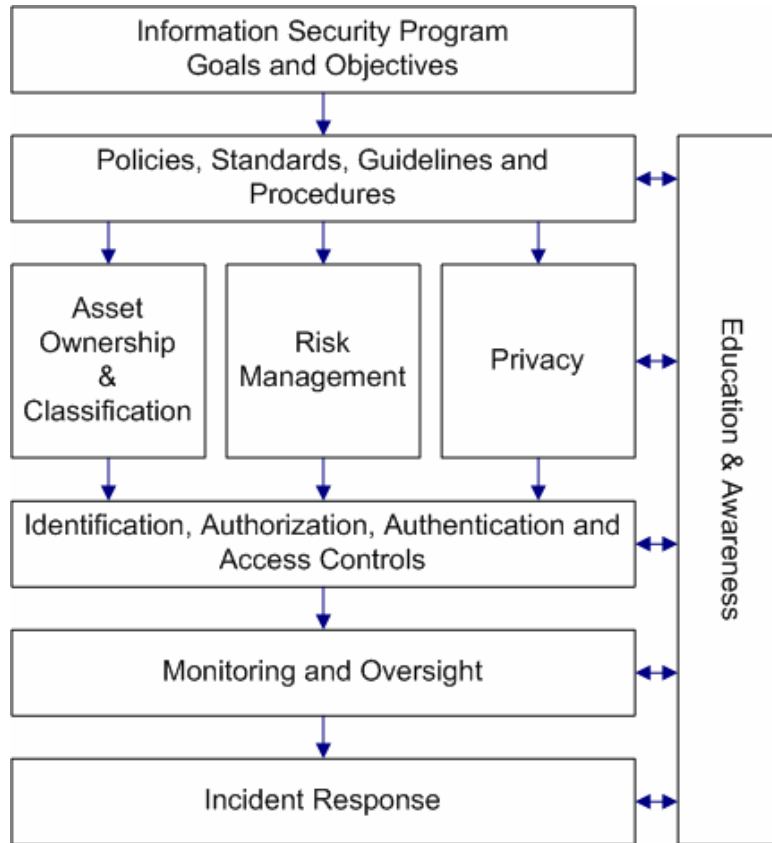 Information Security Program
Goals and Objectives
Policies, Standards, Guidelines and
Procedures
Asset
Ownership
&
Classification
Risk
Management
Privacy
Identification, Authorization, Authentication and
Access Controls
Monitoring and Oversight
Incident Response
Education & Awareness